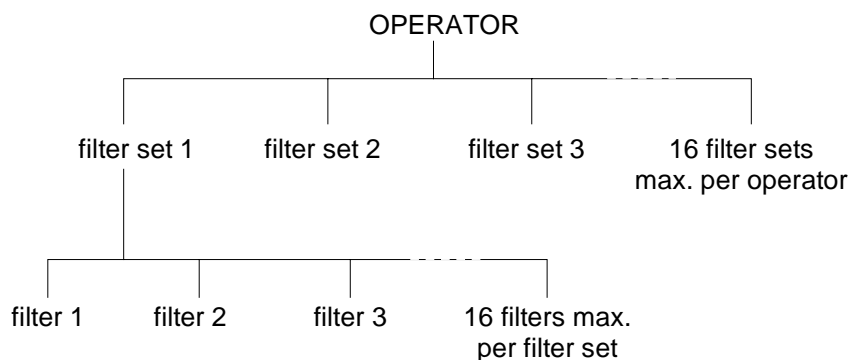 OPERATOR
filter set 1
filter set 2
filter set 3
16 filter sets
max. per operator
filter 1
filter 2
filter 3
16 filters max.
per filter set